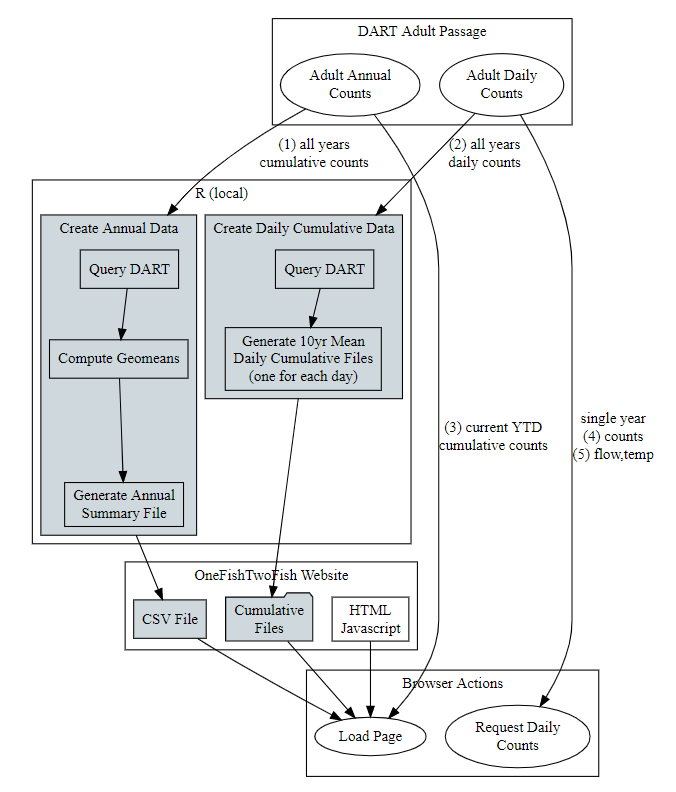 DART Adult Passage
Adult Annual
Counts
Adult Daily
Counts
(1) all years
cumulative counts
(2) all years
daily counts
R (local)
Create Annual Data
Query DART
Compute Geomeans
Generate Annual
Summary File
Create Daily Cumulative Data
Query DART
Generate 10yr Mean
Daily Cumulative Files
(one for each day)
(3) current YTD
cumulative counts
single year
(4) counts
(5) flow,temp
OneFishTwoFish Website
CSV File
Cumulative
Files
HTML
Javascript
Browser Actions
Load Page
Request Daily
Counts